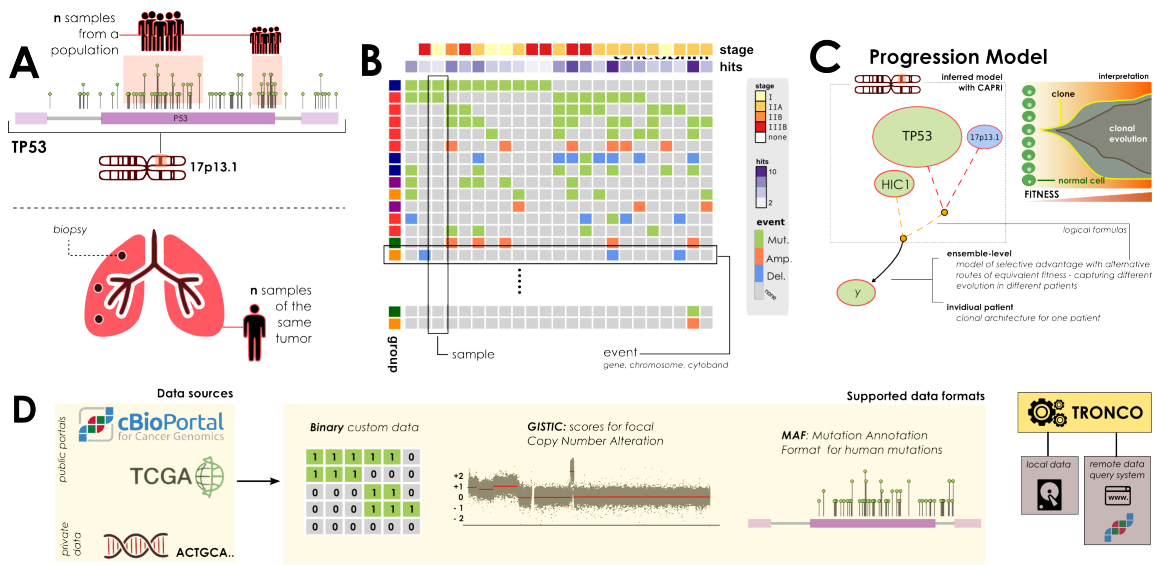 A
n samples
from a
population
P53
TP53
17p13.1
biopsy
n samples
of the
same
tumor
B
stage
hits
stage
I
IIA
IIB
IIIB
none
hits
10
2
event
Mut.
Amp.
Del.
none
group
sample
event
gene, chromosome, cytoband
C
Progression Model
inferred model
with CAPRI
interpretation
TP53
17p13.1
HIC1
y
clone
clonal
evolution
normal cell
FITNESS
logical formulas
ensemble-level
model of selective advantage with alternative
routes of equivalent fitness - capturing different
evolution in different patients
invidiual patient
clonal architecture for one patient
D
Data sources
public portals
cBioPortal
for Cancer Genomics
TCGA
private
data
ACTGCA..
Supported data formats
Binary custom data
1 1 1 1 1 0
1 1 1 0 0 0
0 0 0 1 1 0
0 0 0 1 1 1
0 0 0 0 0 0
GISTIC: scores for focal
Copy Number Alteration
+2
+1
0
- 1
- 2
MAF: Mutation Annotation
Format for human mutations
TRONCO
local data
remote data
query system
www.